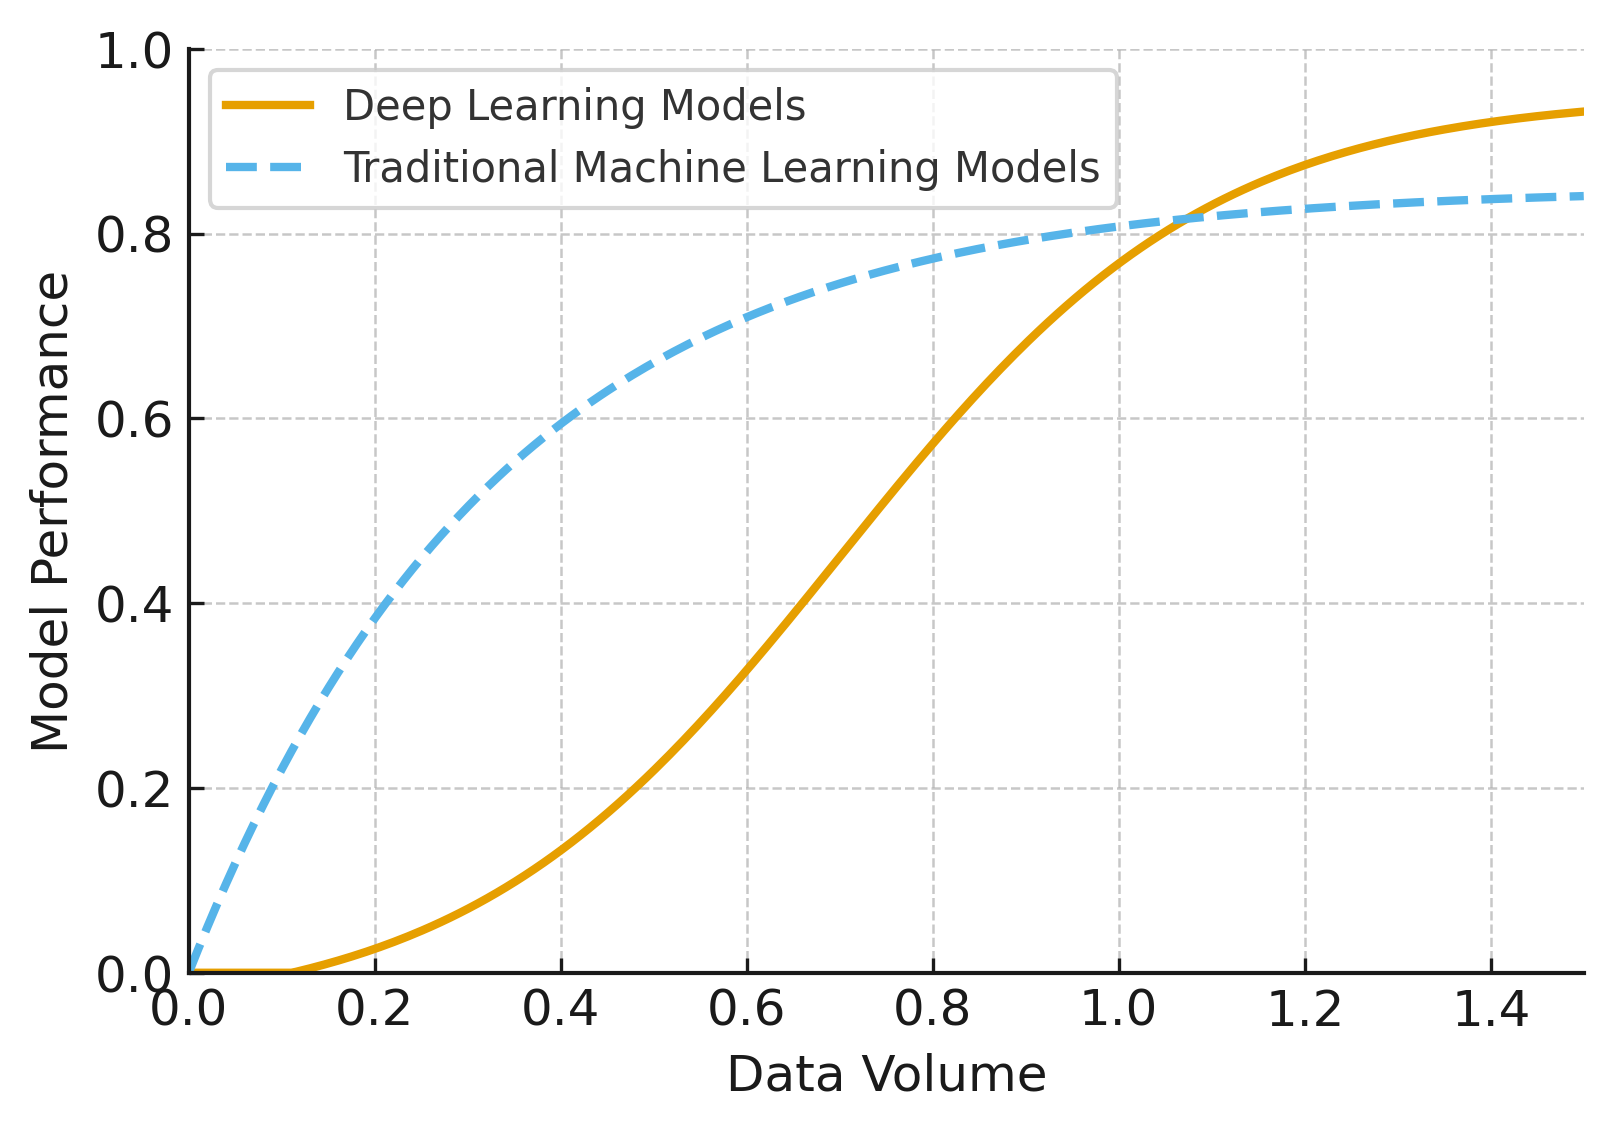 1.0
0.8
0.6
0.4
0.2
0.0
Model Performance
Deep Learning Models
Traditional Machine Learning Models
0.0 0.2 0.4 0.6 0.8 1.0 1.2 1.4
Data Volume